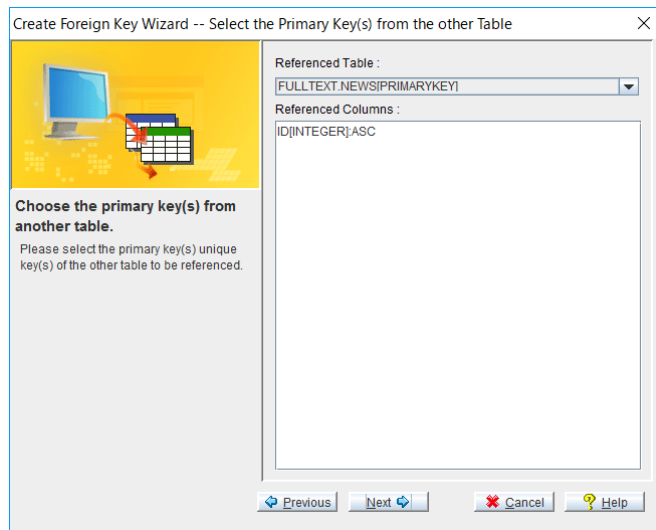 Create Foreign Key Wizard -- Select the Primary Key(s) from the other Table
Choose the primary key(s) from
another table.
Please select the primary key(s) unique
key(s) of the other table to be referenced.
Referenced Table :
FULLTEXT.NEWS[PRIMARYKEY]
Referenced Columns :
ID[INTEGER]:ASC
Previous
Next
Cancel
Help